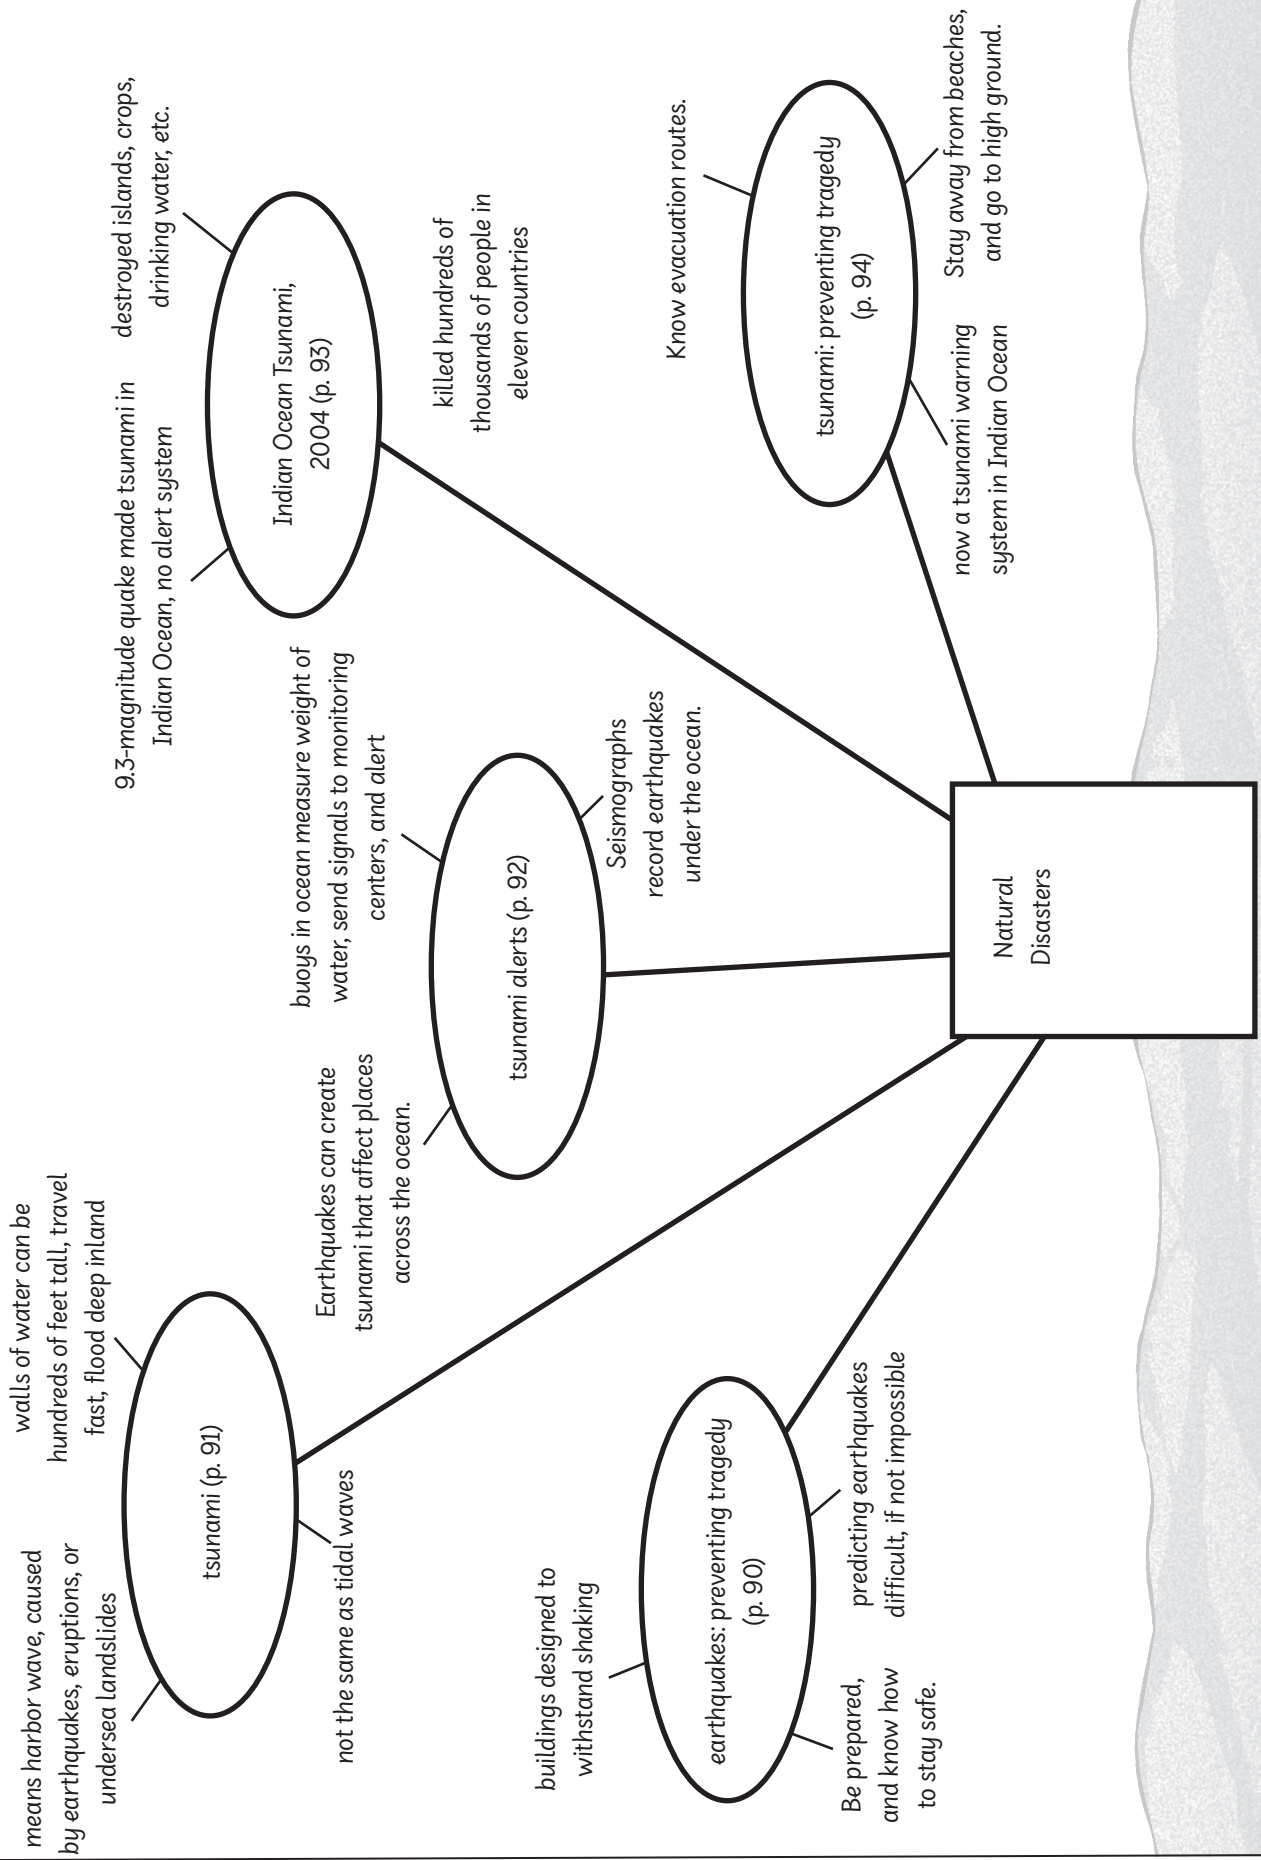 means harbor wave, caused
by earthquakes, eruptions, or
undersea landslides
walls of water can be
hundreds of feet tall, travel
fast, flood deep inland
tsunami (p. 91)
not the same as tidal waves
Earthquakes can create
tsunami that affect places
across the ocean.
buoys in ocean measure weight of
water, send signals to monitoring
centers, and alert
tsunami alerts (p. 92)
Seismographs
record earthquakes
under the ocean.
9.3-magnitude quake made tsunami in
Indian Ocean, no alert system
destroyed islands, crops,
drinking water, etc.
Indian Ocean Tsunami,
2004 (p. 93)
killed hundreds of
thousands of people in
eleven countries
buildings designed to
withstand shaking
earthquakes: preventing tragedy
(p. 90)
Be prepared,
and know how
to stay safe.
predicting earthquakes
difficult, if not impossible
Know evacuation routes.
tsunami: preventing tragedy
(p. 94)
now a tsunami warning
system in Indian Ocean
Stay away from beaches,
and go to high ground.
Natural
Disasters